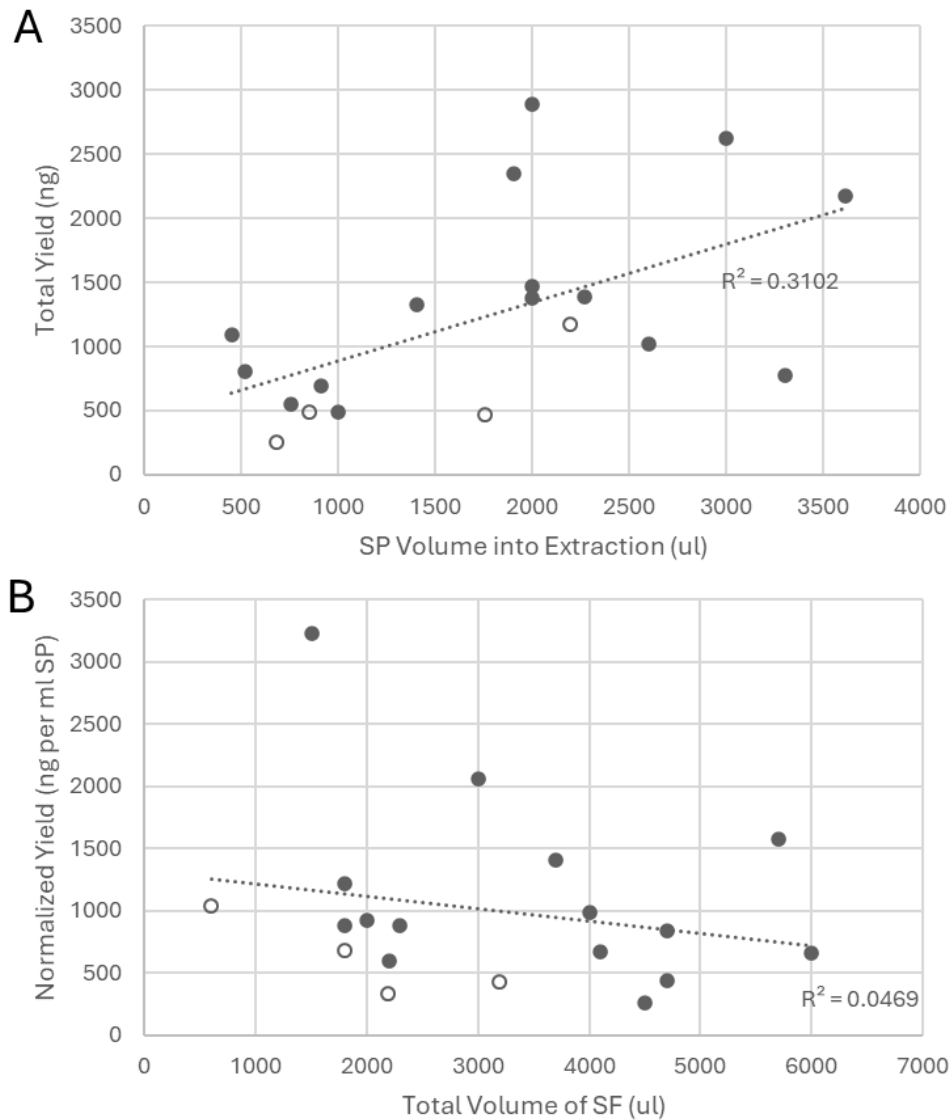 A
3500
3000
2500
2000
1500
1000
500
0
Total Yield (ng)
R² = 0.3102
0 500 1000 1500 2000 2500 3000 3500 4000
SP Volume into Extraction (ul)
B
3500
3000
2500
2000
1500
1000
500
0
Normalized Yield (ng per ml SP)
R² = 0.0469
0 1000 2000 3000 4000 5000 6000 7000
Total Volume of SF (ul)